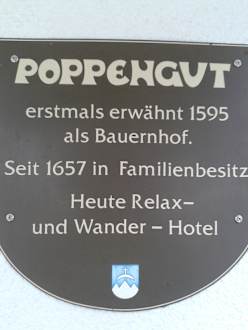 POPPENGUT
erstmals erwähnt 1595
als Bauernhof.
Seit 1657 in Familienbesitz
Heute Relax–
und Wander – Hotel